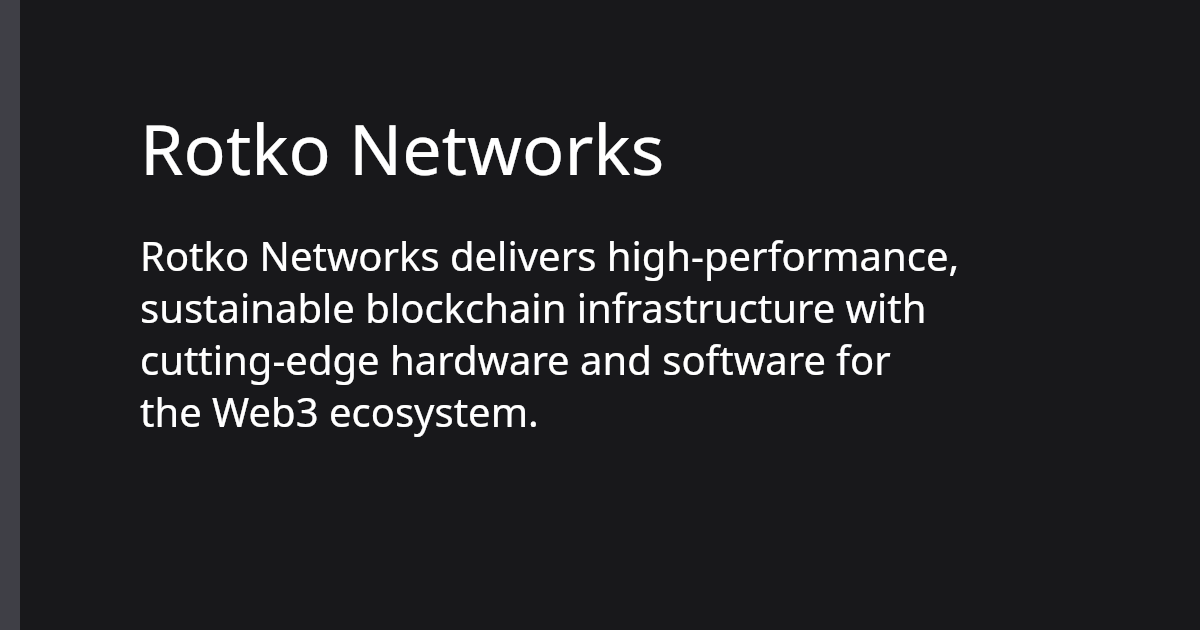 Rotko Networks
Rotko Networks delivers high-performance,
sustainable blockchain infrastructure with
cutting-edge hardware and software for
the Web3 ecosystem.